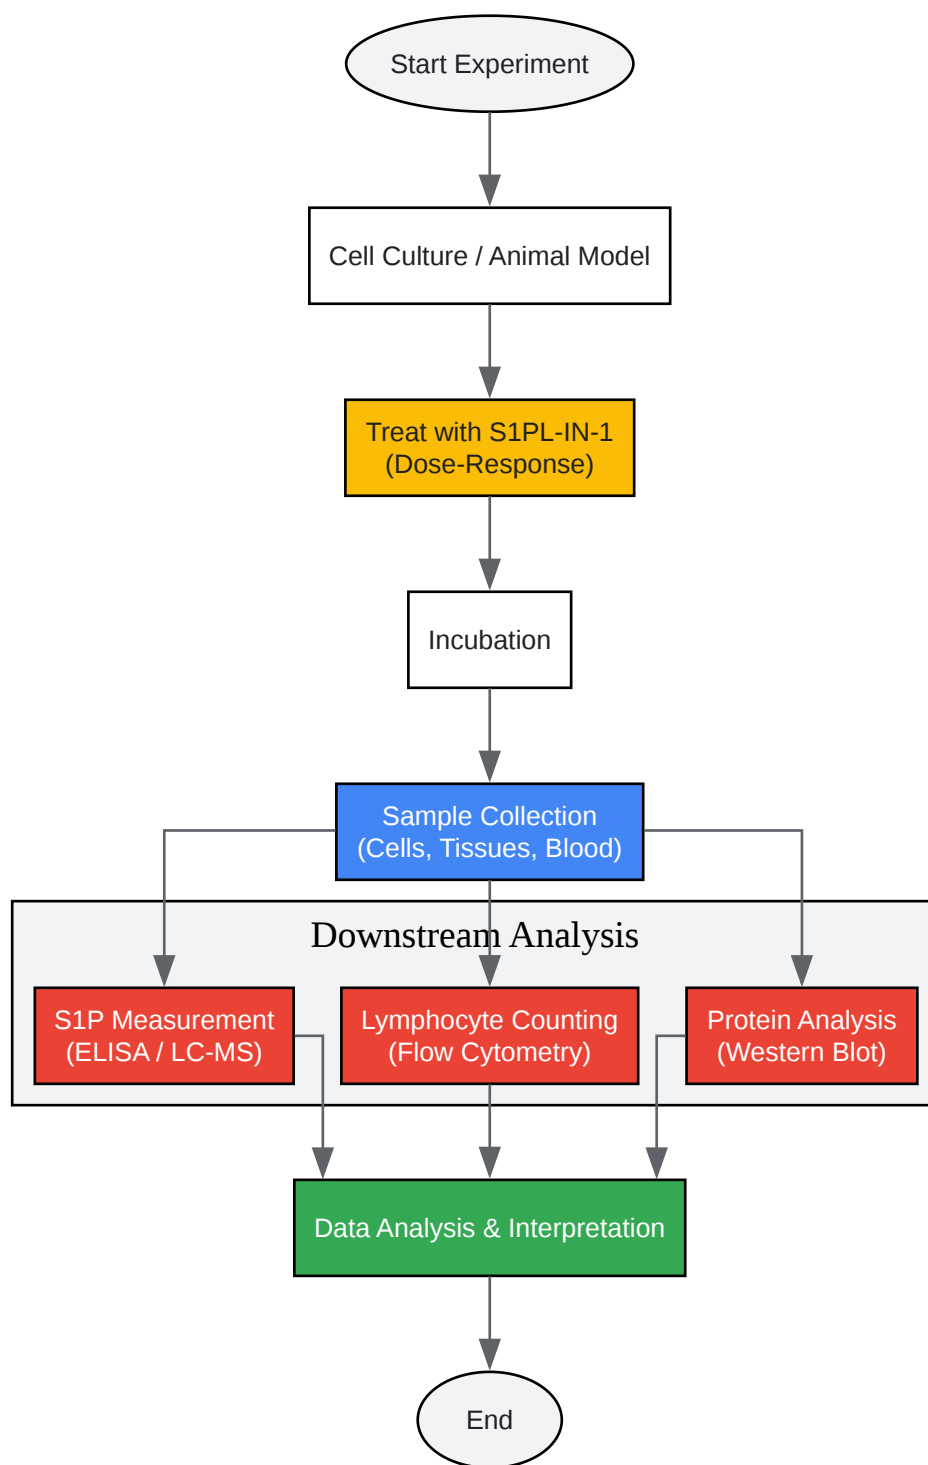 Start Experiment
Cell Culture / Animal Model
Treat with S1PL-IN-1
(Dose-Response)
Incubation
Sample Collection
(Cells, Tissues, Blood)
Downstream Analysis
S1P Measurement
(ELISA / LC-MS)
Lymphocyte Counting
(Flow Cytometry)
Protein Analysis
(Western Blot)
Data Analysis & Interpretation
End